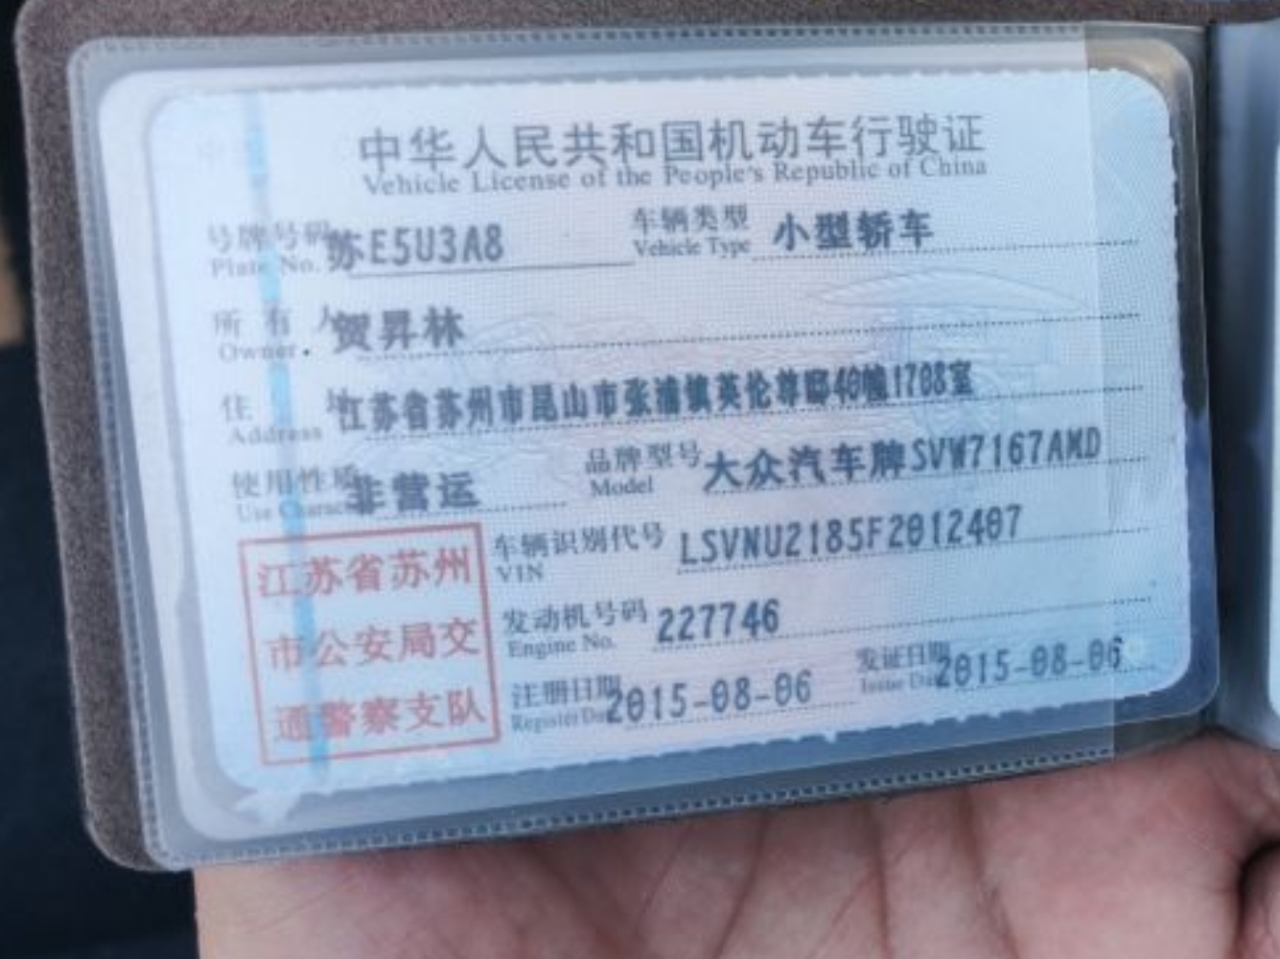 中华人民共和国机动车行驶证
Vehicle License of the People's Republic of China
号牌号码 苏E5U3A8 车辆类型 小型轿车
Plate No. Vehicle Type
所有人 贺昇林
Owner
住址 江苏省苏州市昆山市张浦镇英伦尊邸40幢1708室
Address
使用性质 非营运 品牌型号 大众汽车牌SVW7167AMD
Use Character Model
江苏省苏州
市公安局交
通警察支队
车辆识别代号 LSVNU2185F2012407
VIN
发动机号码 227746
Engine No.
注册日期 2015-08-06 发证日期 2015-08-06
Register Da Issue Da